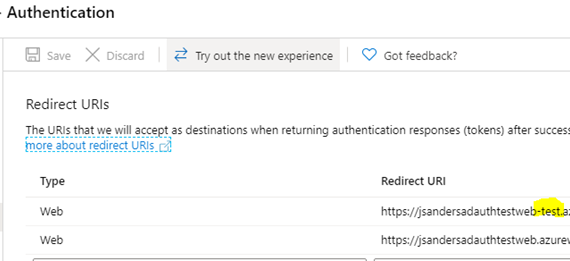 - Authentication
Save Discard Try out the new experience Got feedback?
Redirect URIs
The URIs that we will accept as destinations when returning authentication responses (tokens) after
more about redirect URIs
Type Redirect URI
Web https://jsandersadauthtestweb-test.
Web https://jsandersadauthtestweb.azurew